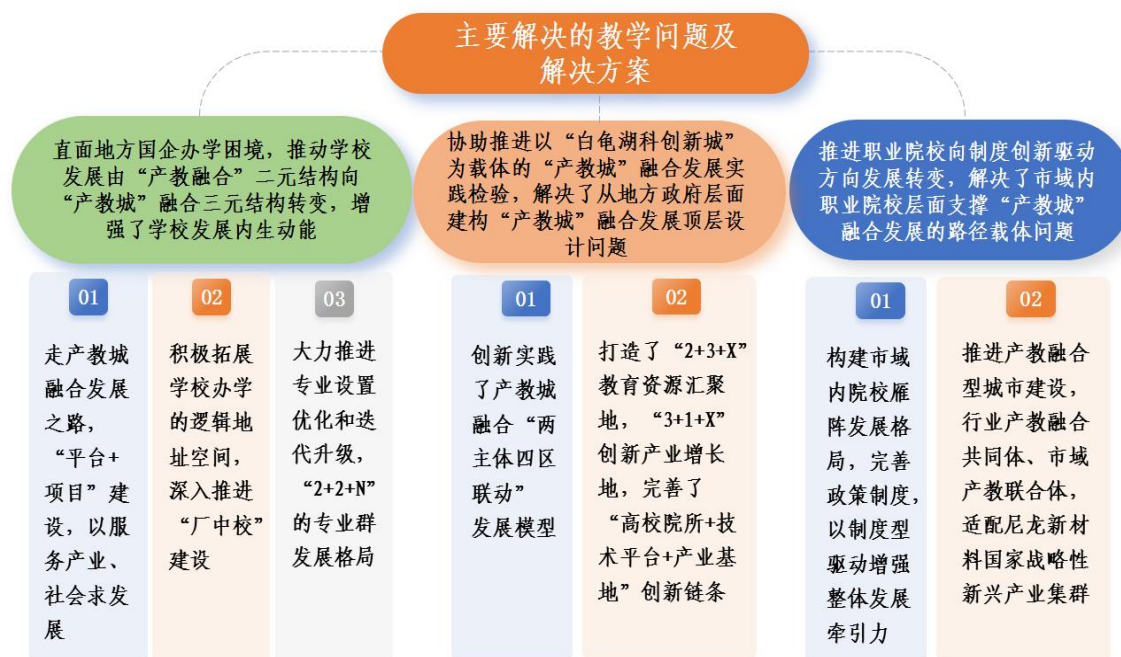 主要解决的教学问题及
解决方案
直面地方国企办学困境，推动学校
发展由“产教融合”二元结构向
“产教城”融合三元结构转变，增
强了学校发展内生动能
01
走产教城
融合发展
之路，
“平台+
项目”建
设，以服
务产业、
社会求发
展
02
积极拓展
学校办学
的逻辑地
址空间，
深入推进
“厂中校”
建设
03
大力推进
专业设置
优化和迭
代升级，
“2+2+N”
的专业群
发展格局
协助推进以“白龟湖科创新城”
为载体的“产教城”融合发展实
践检验，解决了从地方政府层面
建构“产教城”融合发展顶层设
计问题
01
创新实践
了产教城
融合“两
主体四区
联动”
发展模型
02
打造了“2+3+X”
教育资源汇聚
地，“3+1+X”
创新产业增长
地，完善了
“高校院所+技
术平台+产业基
地”创新链条
推进职业院校向制度创新驱动
方向发展转变，解决了市域内
职业院校层面支撑“产教城”
融合发展的路径载体问题
01
构建市域
内院校雁
阵发展格
局，完善
政策制度，
以制度型
驱动增强
整体发展
牵引力
02
推进产教融合
型城市建设，
行业产教融合
共同体、市域
产教联合体，
适配尼龙新材
料国家战略性
新兴产业集群